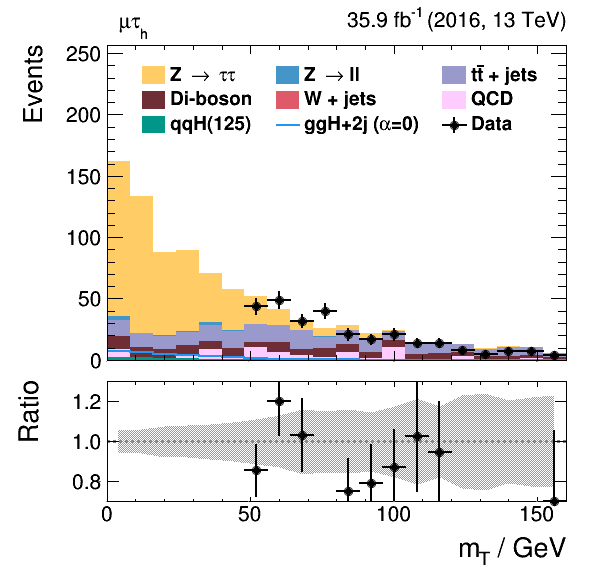 μτh 35.9 fb-1 (2016, 13 TeV)
Events
250
200
150
100
50
0
Z → ττ Z → ll tt̄ + jets
Di-boson W + jets QCD
qqH(125) ggH+2j (α=0) Data
Ratio
1.2
1.0
0.8
0 50 100 150
mT / GeV